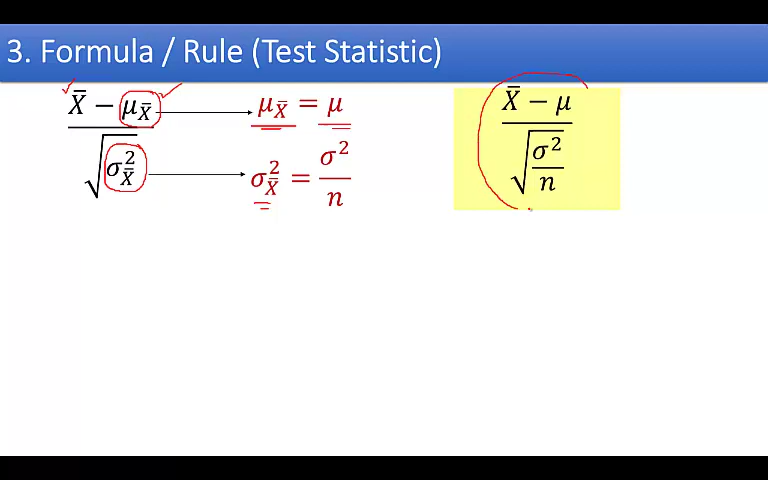 3. Formula / Rule (Test Statistic)
X̄ − μ_X̄ / √(σ²_X̄)
μ_X̄ = μ
σ²_X̄ = σ² / n
X̄ − μ / √(σ² / n)